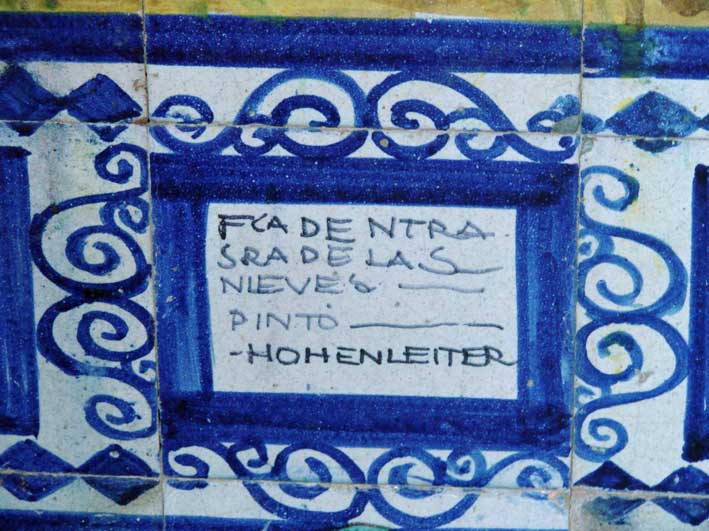 FCA DE NTRA
SRA DE LAS
NIEVES
PINTO
-HOHENLEITER